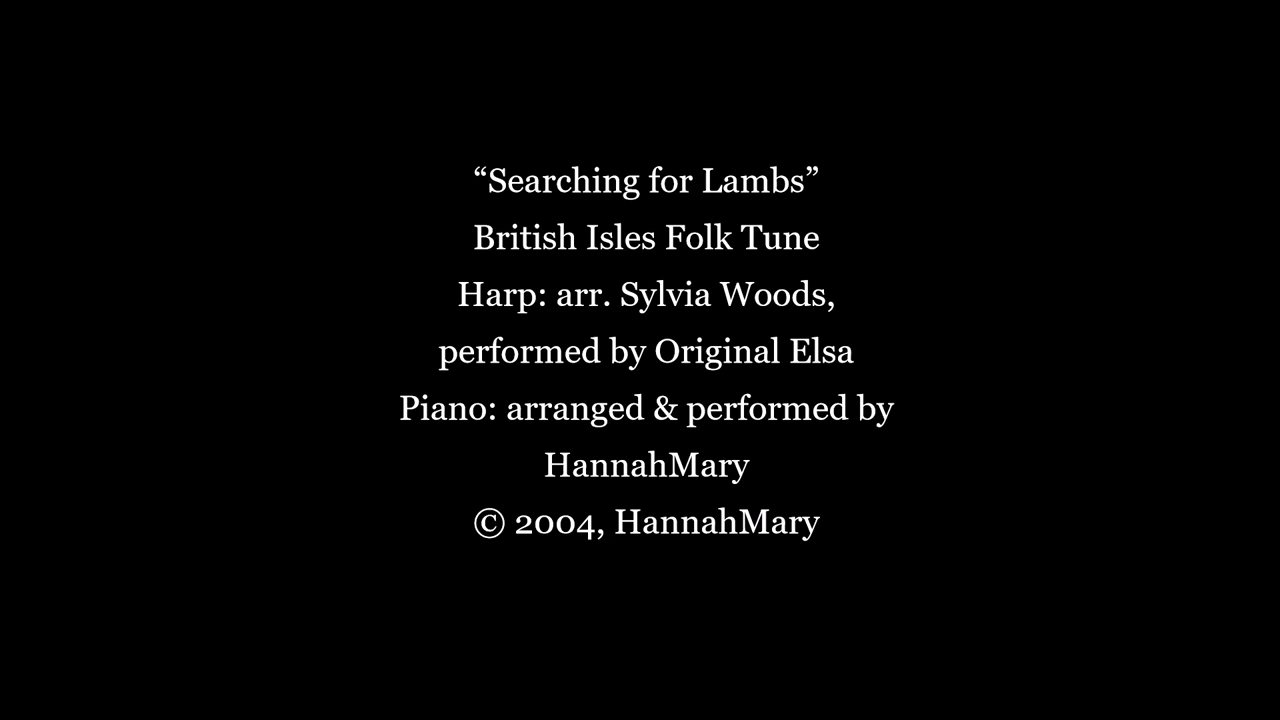 “Searching for Lambs”
British Isles Folk Tune
Harp: arr. Sylvia Woods,
performed by Original Elsa
Piano: arranged & performed by
HannahMary
© 2004, HannahMary